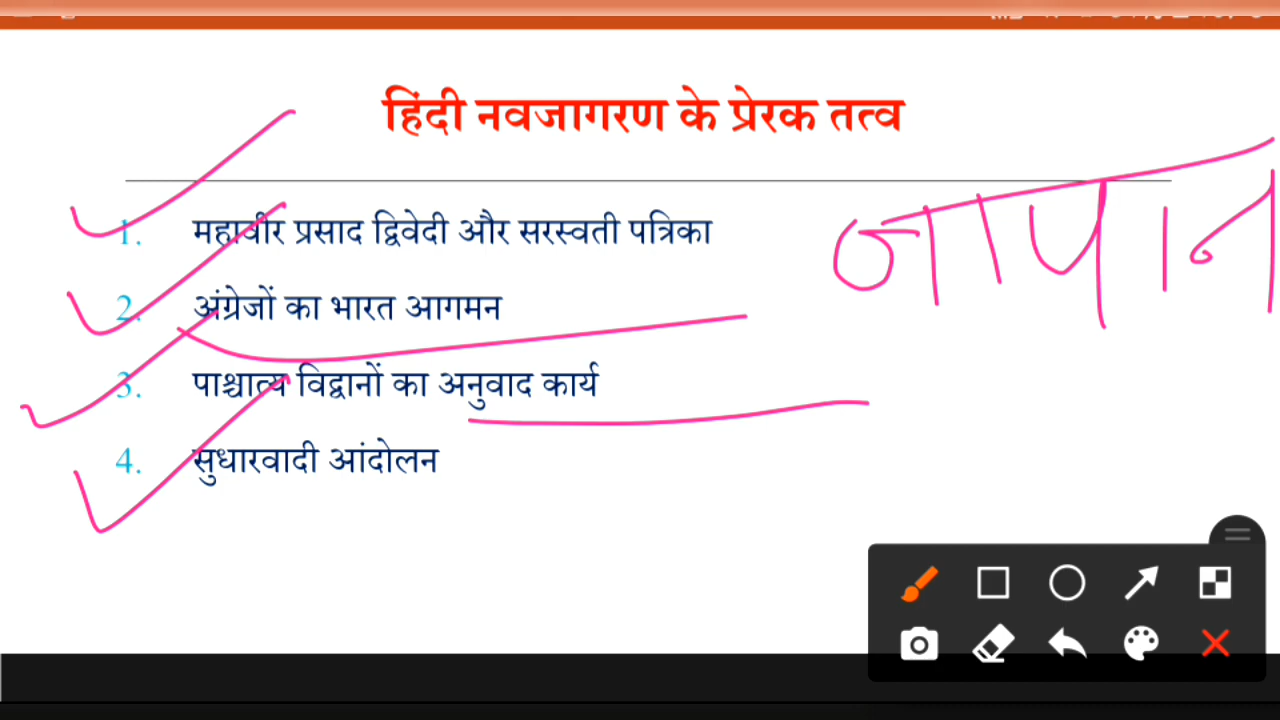 हिंदी नवजागरण के प्रेरक तत्व
1. महावीर प्रसाद द्विवेदी और सरस्वती पत्रिका
जापान
2. अंग्रेजों का भारत आगमन
3. पाश्चात्य विद्वानों का अनुवाद कार्य
4. सुधारवादी आंदोलन